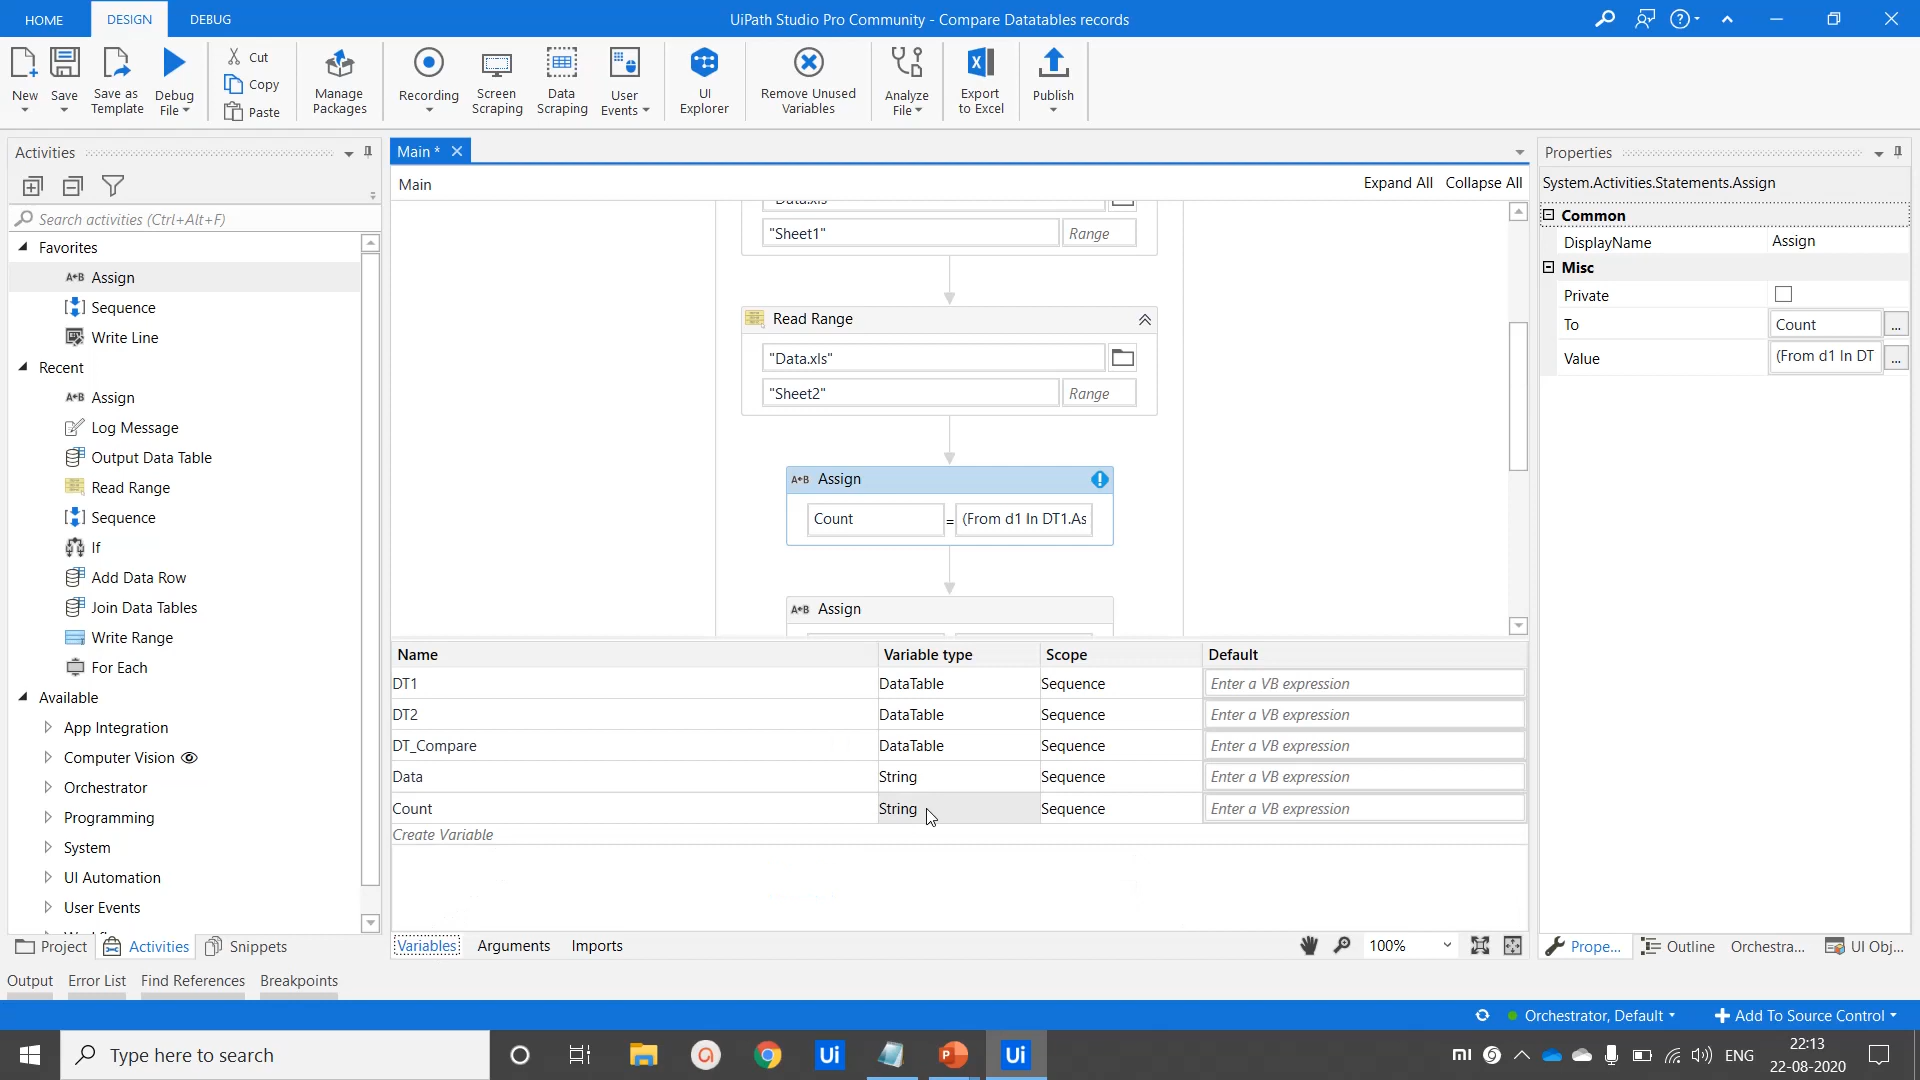 HOME
DESIGN
DEBUG
UiPath Studio Pro Community - Compare Datatables records
New
Save
Save as Template
Debug File
Cut
Copy
Paste
Manage Packages
Recording
Screen Scraping
Data Scraping
User Events
UI Explorer
Remove Unused Variables
Analyze File
Export to Excel
Publish
Activities
Search activities (Ctrl+Alt+F)
Favorites
A+B Assign
Sequence
Write Line
Recent
A+B Assign
Log Message
Output Data Table
Read Range
Sequence
If
Add Data Row
Join Data Tables
Write Range
For Each
Available
App Integration
Computer Vision
Orchestrator
Programming
System
UI Automation
User Events
Project
Activities
Snippets
Main *
Main
Expand All
Collapse All
"Data.xls"
"Sheet1"
Range
Read Range
"Data.xls"
"Sheet2"
Range
A+B Assign
Count = (From d1 In DT1.As
A+B Assign
Name Variable type Scope Default
DT1 DataTable Sequence Enter a VB expression
DT2 DataTable Sequence Enter a VB expression
DT_Compare DataTable Sequence Enter a VB expression
Data String Sequence Enter a VB expression
Count String Sequence Enter a VB expression
Create Variable
Variables Arguments Imports
100%
Properties
System.Activities.Statements.Assign
Common
DisplayName Assign
Misc
Private
To Count ...
Value (From d1 In DT ...
Prope...
Outline
Orchestra...
UI Obj...
Output
Error List
Find References
Breakpoints
Orchestrator, Default
Add To Source Control
Type here to search
Ui
P
Ui
mi
ENG
22:13
22-08-2020